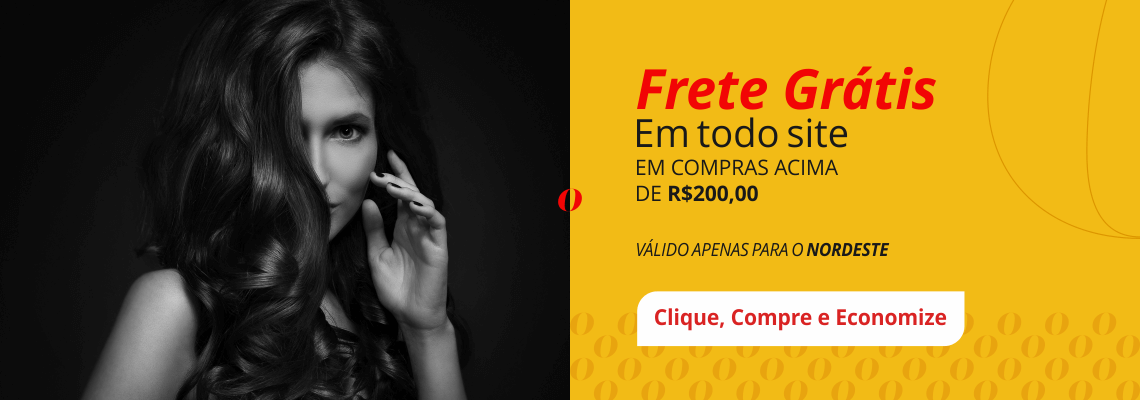 Frete Grátis
Em todo site
EM COMPRAS ACIMA
DE R$200,00
VÁLIDO APENAS PARA O NORDESTE
Clique, Compre e Economize